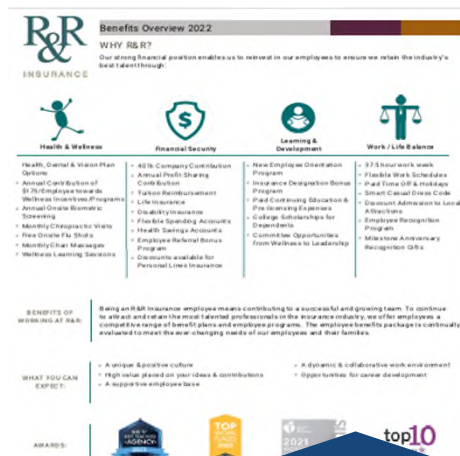 R&R
INSURANCE
Benefits Overview 2022
WHY R&R?
Our strong financial position enables us to reinvest in our employees to ensure we retain the industry's
best talent through:
Health & Wellness
Health, Dental & Vision Plan
Options
Annual Contribution of
$175/Employee towards
Wellness Incentives/Programs
Annual Onsite Biometric
Screening
Monthly Chiropractic Visits
Free Onsite Flu Shots
Monthly Chair Massages
Wellness Learning Sessions
Financial Security
401k Company Contribution
Annual Profit Sharing
Contribution
Tuition Reimbursement
Life Insurance
Disability Insurance
Flexible Spending Accounts
Health Savings Accounts
Employee Referral Bonus
Program
Discounts available for
Personal Lines Insurance
Learning &
Development
New Employee Orientation
Program
Insurance Designation Bonus
Program
Paid Continuing Education &
Pre-licensing Expenses
College Scholarships for
Dependents
Committee Opportunities
from Wellness to Leadership
Work / Life Balance
37.5 hour work week
Flexible Work Schedules
Paid Time Off & Holidays
Smart Casual Dress Code
Discount Admission to Local
Attractions
Employee Recognition
Program
Milestone Anniversary
Recognition Gifts
BENEFITS OF
WORKING AT R&R:
Being an R&R Insurance employee means contributing to a successful and growing team. To continue
to attract and retain the most talented professionals in the insurance industry, we offer employees a
competitive range of benefit plans and employee programs. The employee benefits package is continually
evaluated to meet the ever-changing needs of our employees and their families.
WHAT YOU CAN
EXPECT:
A unique & positive culture
High value placed on your ideas & contributions
A supportive employee base
A dynamic & collaborative work environment
Opportunities for career development
AWARDS:
AGENCY
TOP
WORK
PLACES
2021
top10